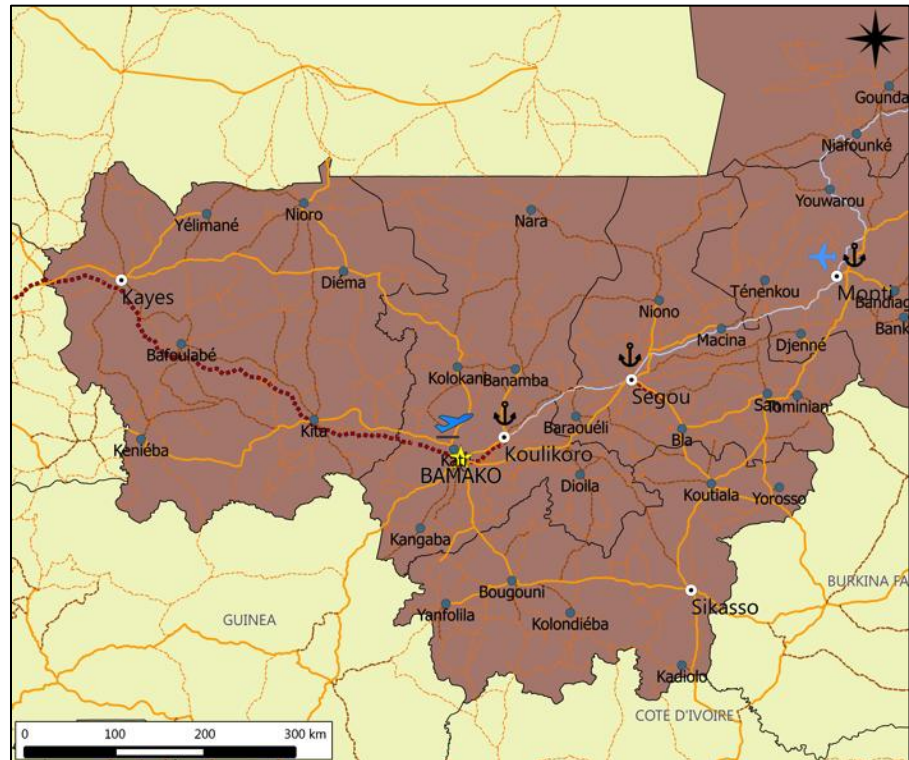 Gounda
Niafounké
Youwarou
Yélimané
Nioro
Nara
Kayes
Diéma
Niono
Ténenkou
Mopti
Bandiag
Bank
Macina
Djenné
Bafoulabé
Kolokani
Banamba
Segou
San
Tominian
Kita
Baraouéli
Bla
Keniéba
Kati
Koulikoro
BAMAKO
Dioila
Koutiala
Yorosso
Kangaba
Bougouni
Sikasso
BURKINA FA
Yanfolila
Kolondiéba
GUINEA
Kadiolo
COTE D'IVOIRE
0 100 200 300 km